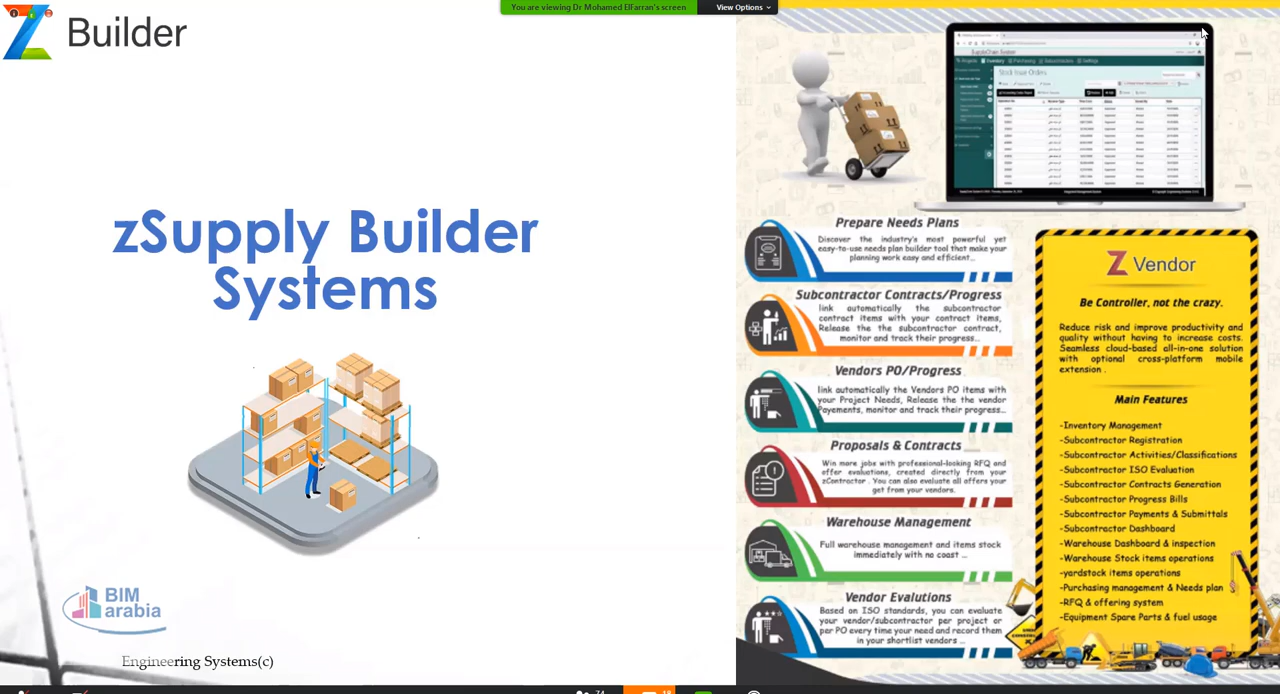 You are viewing Dr Mohamed ElFarran's screen
View Options
Builder
zSupply Builder
Systems
BIM
arabia
Engineering Systems(c)
Stock Issue Orders
Prepare Needs Plans
Discover the industry's most powerful yet
easy-to-use needs plan builder tool that make your
planning work easy and efficient...
Subcontractor Contracts/Progress
link automatically the subcontractor
contract items with your contract items,
Release the the subcontractor contract,
monitor and track their progress...
Vendors PO/Progress
link automatically the Vendors PO items with
your Project Needs, Release the the vendor
Payements, monitor and track their progress...
Proposals & Contracts
Win more jobs with professional-looking RFQ and
offer evaluations, created directly from your
zContractor . You can also evaluate all offers your
get from your vendors.
Warehouse Management
Full warehouse management and items stock
immediately with no coast ...
Vendor Evalutions
Based on ISO standards, you can evaluate
your vendor/subcontractor per project or
per PO every time your need and record them
in your shortlist vendors ...
Z Vendor
Be Controller, not the crazy.
Reduce risk and improve productivity and
quality without having to increase costs.
Seamless cloud-based all-in-one solution
with optional cross-platform mobile
extension .
Main Features
-Inventory Management
-Subcontractor Registration
-Subcontractor Activities/Classifications
-Subcontractor ISO Evaluation
-Subcontractor Contracts Generation
-Subcontractor Progress Bills
-Subcontractor Payments & Submittals
-Subcontractor Dashboard
-Warehouse Dashboard & inspection
-Warehouse Stock items operations
-yardstock items operations
-Purchasing management & Needs plan
-RFQ & offering system
-Equipment Spare Parts & fuel usage